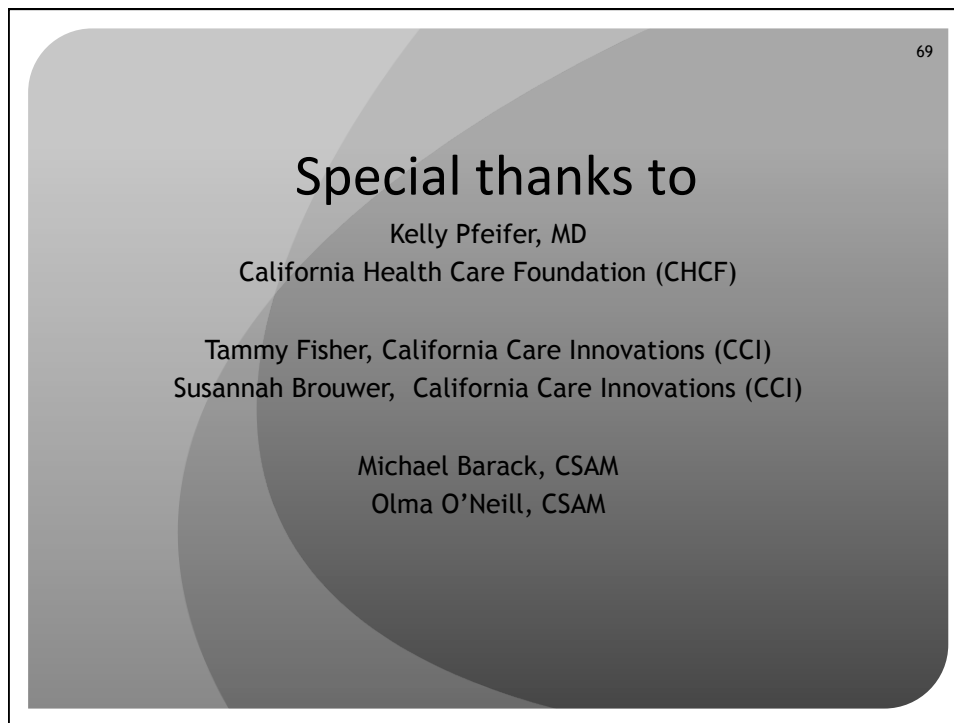 69
Special thanks to
Kelly Pfeifer, MD
California Health Care Foundation (CHCF)
Tammy Fisher, California Care Innovations (CCI)
Susannah Brouwer,  California Care Innovations (CCI)
Michael Barack, CSAM
Olma O’Neill, CSAM